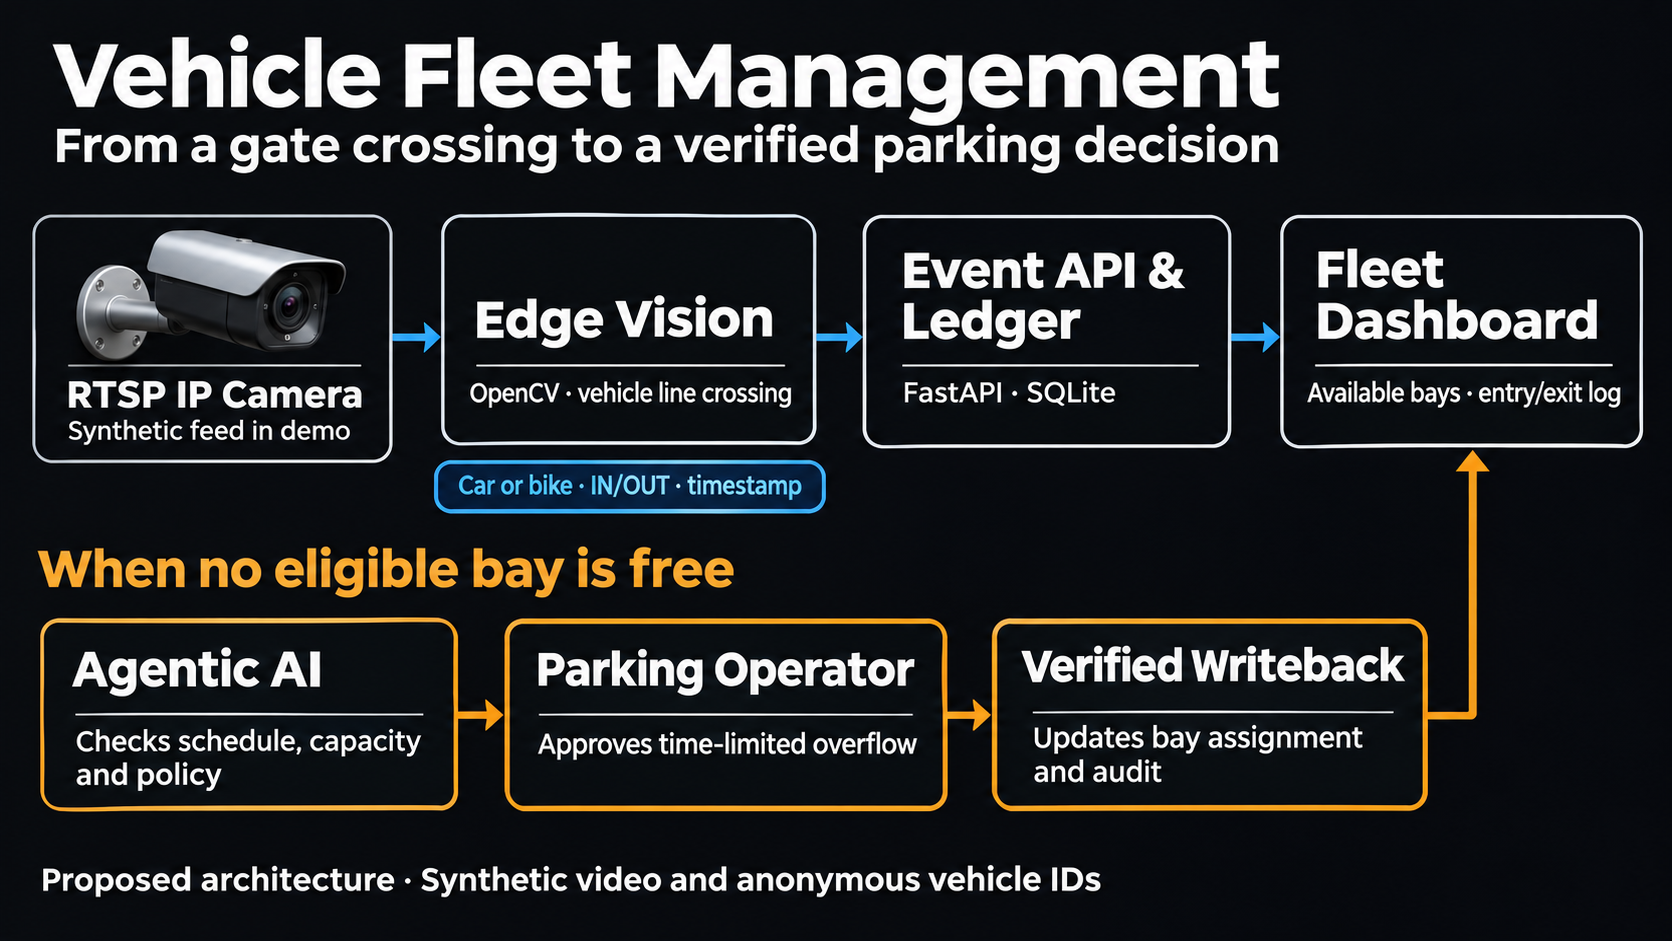 Vehicle Fleet Management
From a gate crossing to a verified parking decision
RTSP IP Camera
Synthetic feed in demo
Edge Vision
OpenCV · vehicle line crossing
Car or bike · IN/OUT · timestamp
Event API &
Ledger
FastAPI · SQLite
Fleet
Dashboard
Available bays · entry/exit log
When no eligible bay is free
Agentic AI
Checks schedule, capacity
and policy
Parking Operator
Approves time-limited overflow
Verified Writeback
Updates bay assignment
and audit
Proposed architecture · Synthetic video and anonymous vehicle IDs